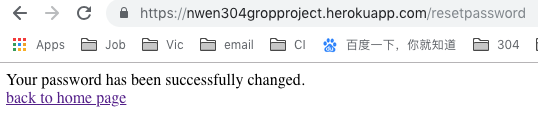 https://nwen304gropproject.herokuapp.com/resetpassword
Apps Job Vic email CI 百度一下，你就知道 304
Your password has been successfully changed.
back to home page